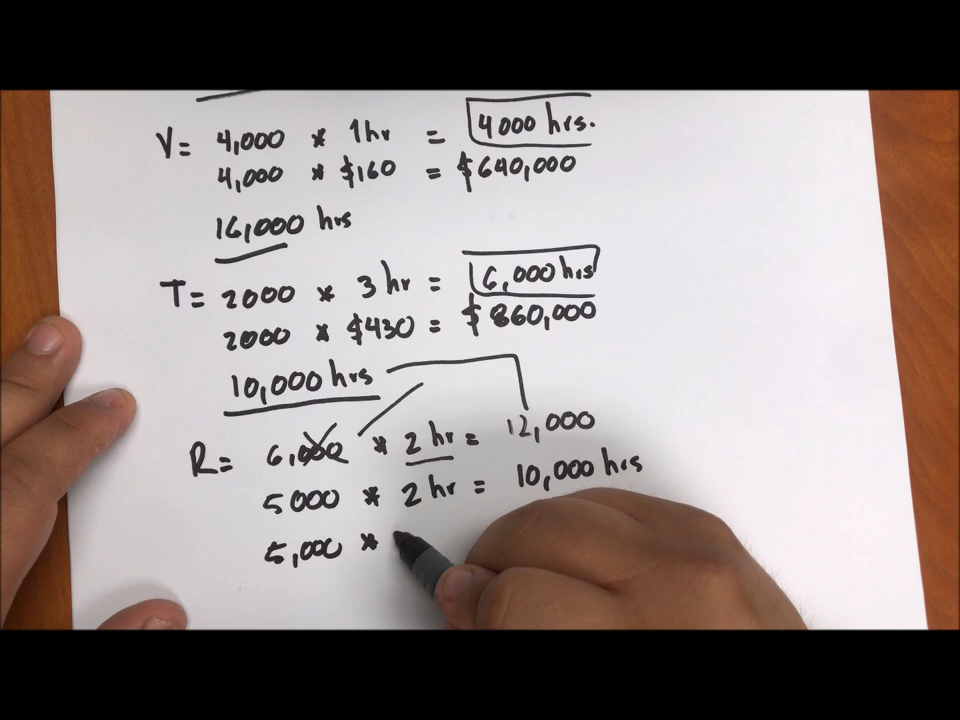 V= 4,000 * 1hr = 4000 hrs.
4,000 * $160 = $640,000
16,000 hrs
T= 2000 * 3 hr = 6,000 hrs
2000 * $430 = $860,000
10,000 hrs
R= 6,000 * 2 hr = 12,000
5000 * 2 hr = 10,000 hrs
5,000 *